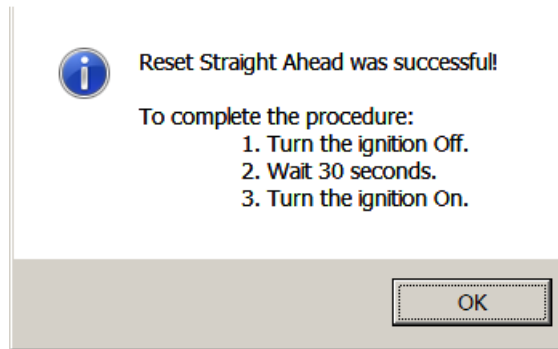 Reset Straight Ahead was successful!
To complete the procedure:
1. Turn the ignition Off.
2. Wait 30 seconds.
3. Turn the ignition On.
OK